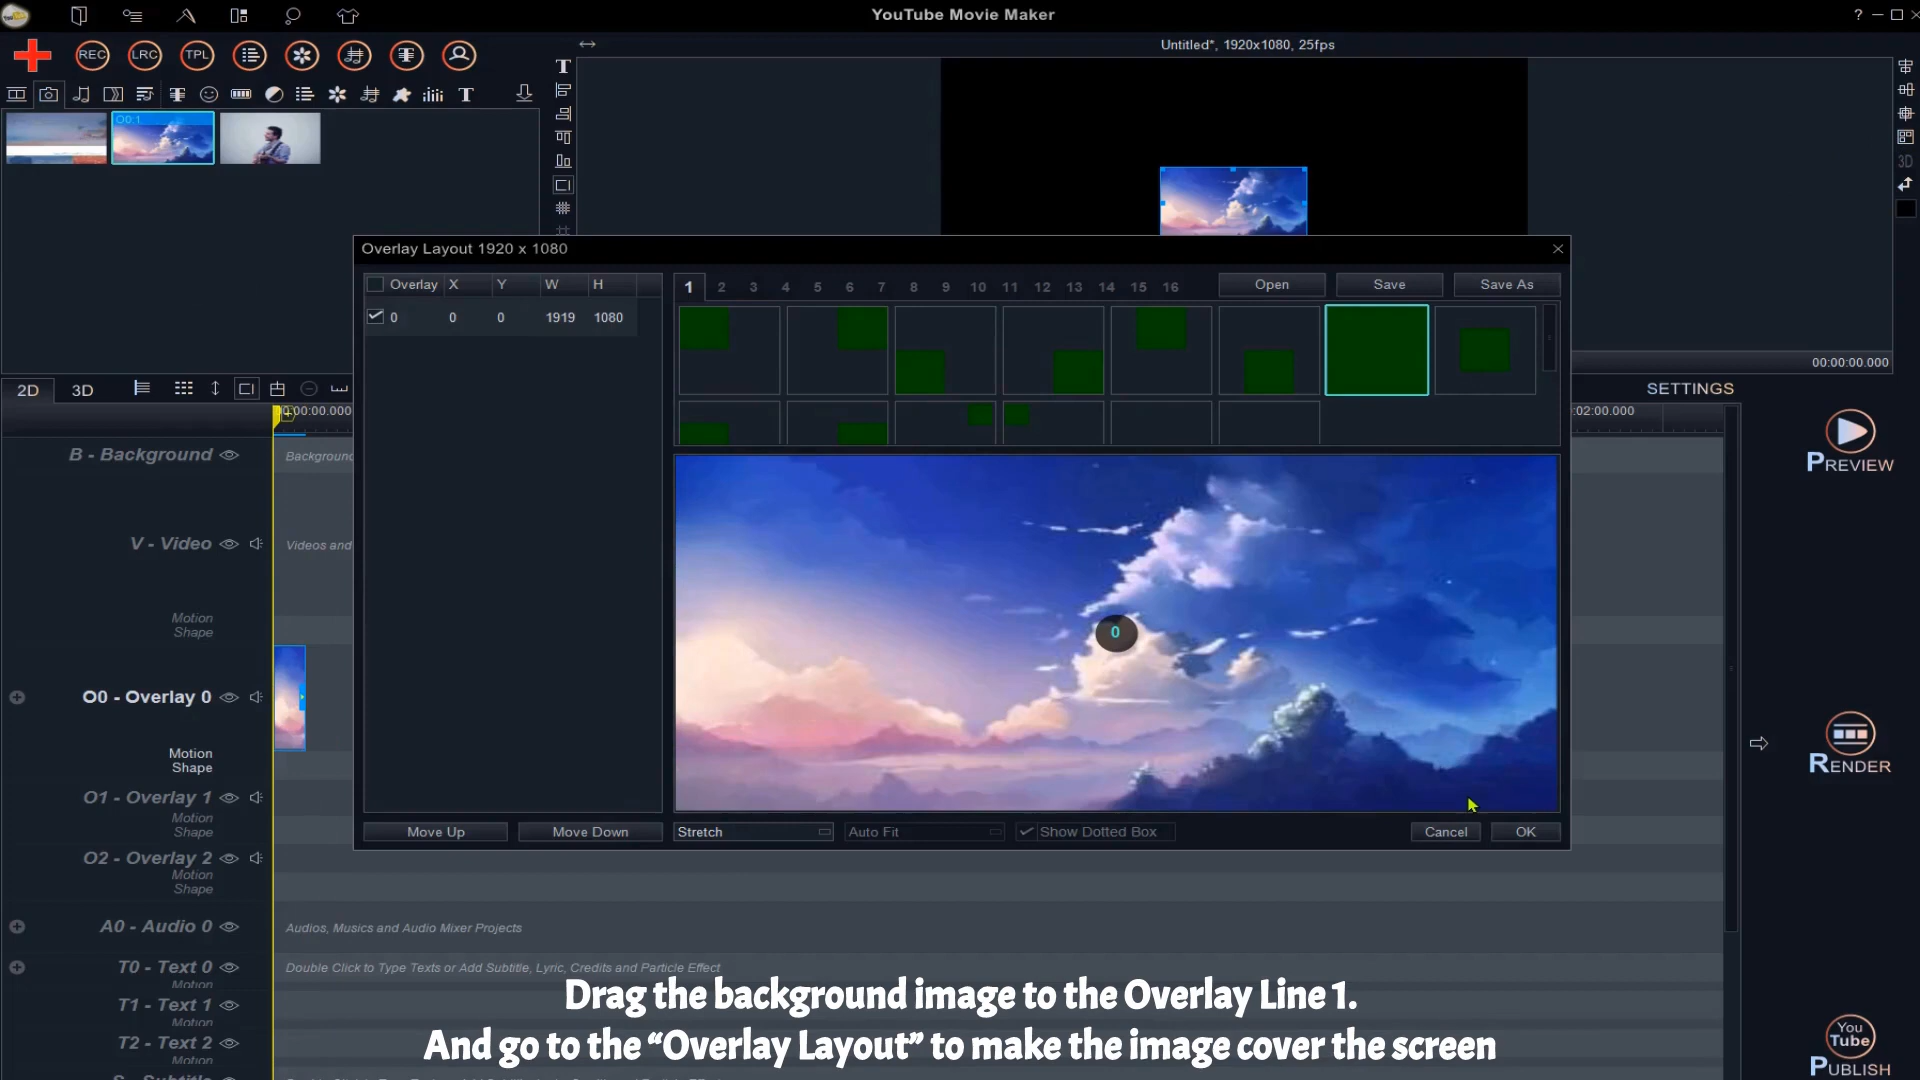 YouTube Movie Maker
?
REC
LRC
TPL
Untitled*, 1920x1080, 25fps
O0:1
3D
Overlay Layout 1920 x 1080
Overlay X Y W H
0 0 0 1919 1080
1 2 3 4 5 6 7 8 9 10 11 12 13 14 15 16
Open
Save
Save As
00:00:00.000
2D
3D
SETTINGS
00:00:00.000
:02:00.000
PREVIEW
B - Background
Background
V - Video
Videos and
Motion
Shape
0
O0 - Overlay 0
Motion
Shape
RENDER
O1 - Overlay 1
Motion
Shape
Move Up
Move Down
Stretch
Auto Fit
Show Dotted Box
Cancel
OK
O2 - Overlay 2
Motion
Shape
A0 - Audio 0
Audios, Musics and Audio Mixer Projects
T0 - Text 0
Double Click to Type Texts or Add Subtitle, Lyric, Credits and Particle Effect
Motion
T1 - Text 1
Motion
T2 - Text 2
Motion
Drag the background image to the Overlay Line 1.
And go to the “Overlay Layout” to make the image cover the screen
You
Tube
PUBLISH